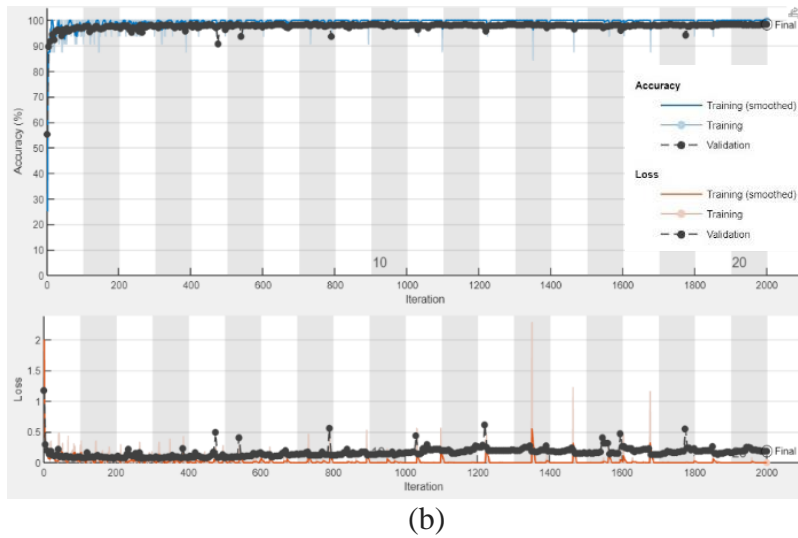 100
90
80
70
60
50
40
30
20
10
0
Accuracy (%)
Final
Accuracy
Training (smoothed)
Training
Validation
Loss
Training (smoothed)
Training
Validation
10
20
0
200
400
600
800
1000
1200
1400
1600
1800
2000
Iteration
2
1.5
1
0.5
0
Loss
Final
0
200
400
600
800
1000
1200
1400
1600
1800
2000
Iteration
(b)